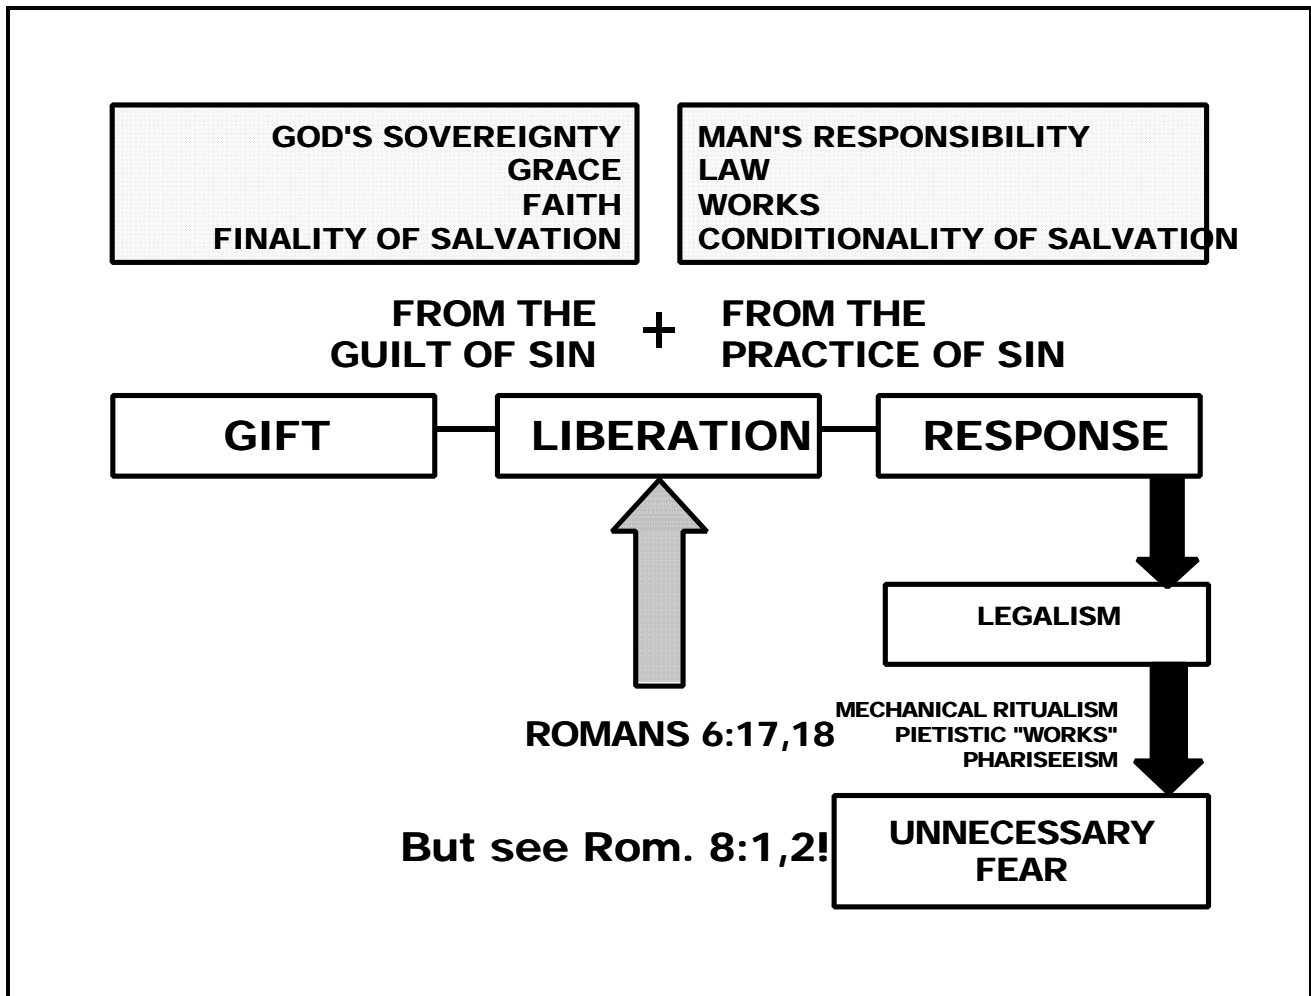 GOD'S SOVEREIGNTY
GRACE
FAITH
FINALITY OF SALVATION
MAN'S RESPONSIBILITY
LAW
WORKS
CONDITIONALITY OF SALVATION
FROM THE
GUILT OF SIN
+
FROM THE
PRACTICE OF SIN
GIFT
LIBERATION
RESPONSE
LEGALISM
ROMANS 6:17,18
MECHANICAL RITUALISM
PIETISTIC "WORKS"
PHARISEEISM
But see Rom. 8:1,2!
UNNECESSARY
FEAR